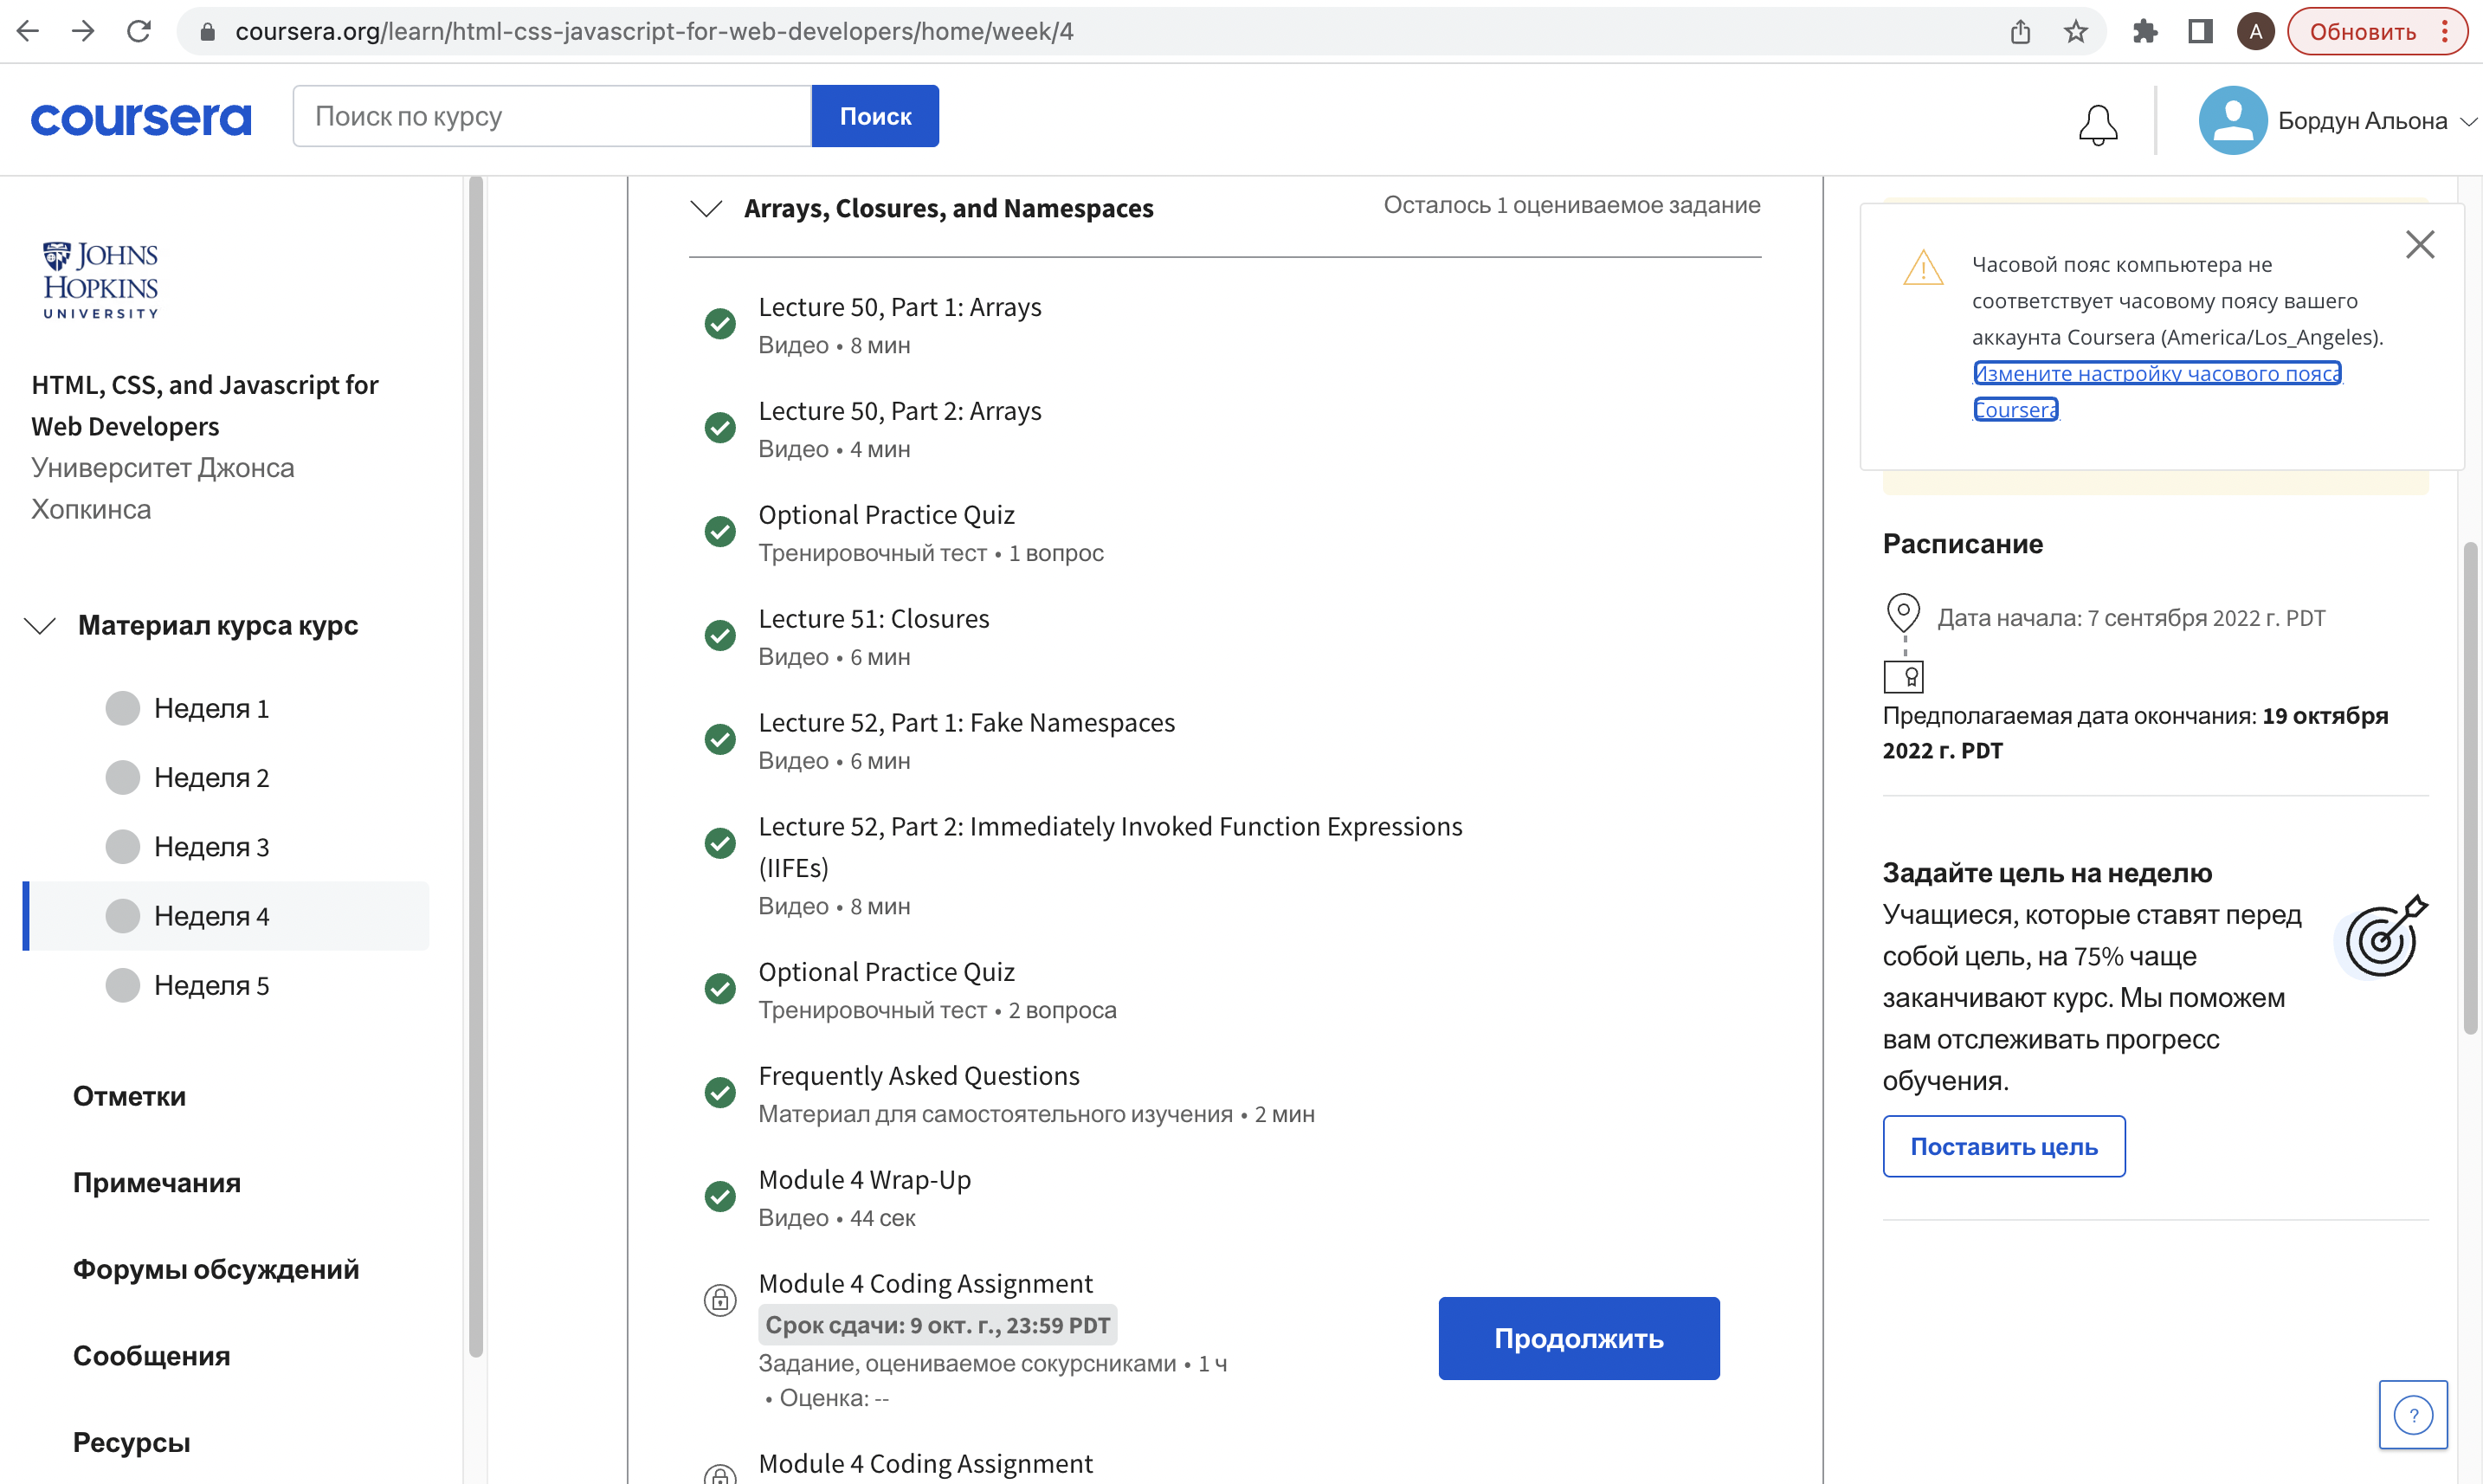 coursera.org/learn/html-css-javascript-for-web-developers/home/week/4
A
Обновить
coursera
Поиск по курсу
Поиск
Бордун Альона
JOHNS
HOPKINS
UNIVERSITY
HTML, CSS, and Javascript for
Web Developers
Университет Джонса
Хопкинса
Материал курса курс
Неделя 1
Неделя 2
Неделя 3
Неделя 4
Неделя 5
Отметки
Примечания
Форумы обсуждений
Сообщения
Ресурсы
Arrays, Closures, and Namespaces
Осталось 1 оцениваемое задание
Lecture 50, Part 1: Arrays
Видео • 8 мин
Lecture 50, Part 2: Arrays
Видео • 4 мин
Optional Practice Quiz
Тренировочный тест • 1 вопрос
Lecture 51: Closures
Видео • 6 мин
Lecture 52, Part 1: Fake Namespaces
Видео • 6 мин
Lecture 52, Part 2: Immediately Invoked Function Expressions
(IIFEs)
Видео • 8 мин
Optional Practice Quiz
Тренировочный тест • 2 вопроса
Frequently Asked Questions
Материал для самостоятельного изучения • 2 мин
Module 4 Wrap-Up
Видео • 44 сек
Module 4 Coding Assignment
Срок сдачи: 9 окт. г., 23:59 PDT
Задание, оцениваемое сокурсниками • 1 ч
• Оценка: --
Продолжить
Module 4 Coding Assignment
Часовой пояс компьютера не
соответствует часовому поясу вашего
аккаунта Coursera (America/Los_Angeles).
Измените настройку часового пояса
Coursera
Расписание
Дата начала: 7 сентября 2022 г. PDT
Предполагаемая дата окончания: 19 октября
2022 г. PDT
Задайте цель на неделю
Учащиеся, которые ставят перед
собой цель, на 75% чаще
заканчивают курс. Мы поможем
вам отслеживать прогресс
обучения.
Поставить цель
?